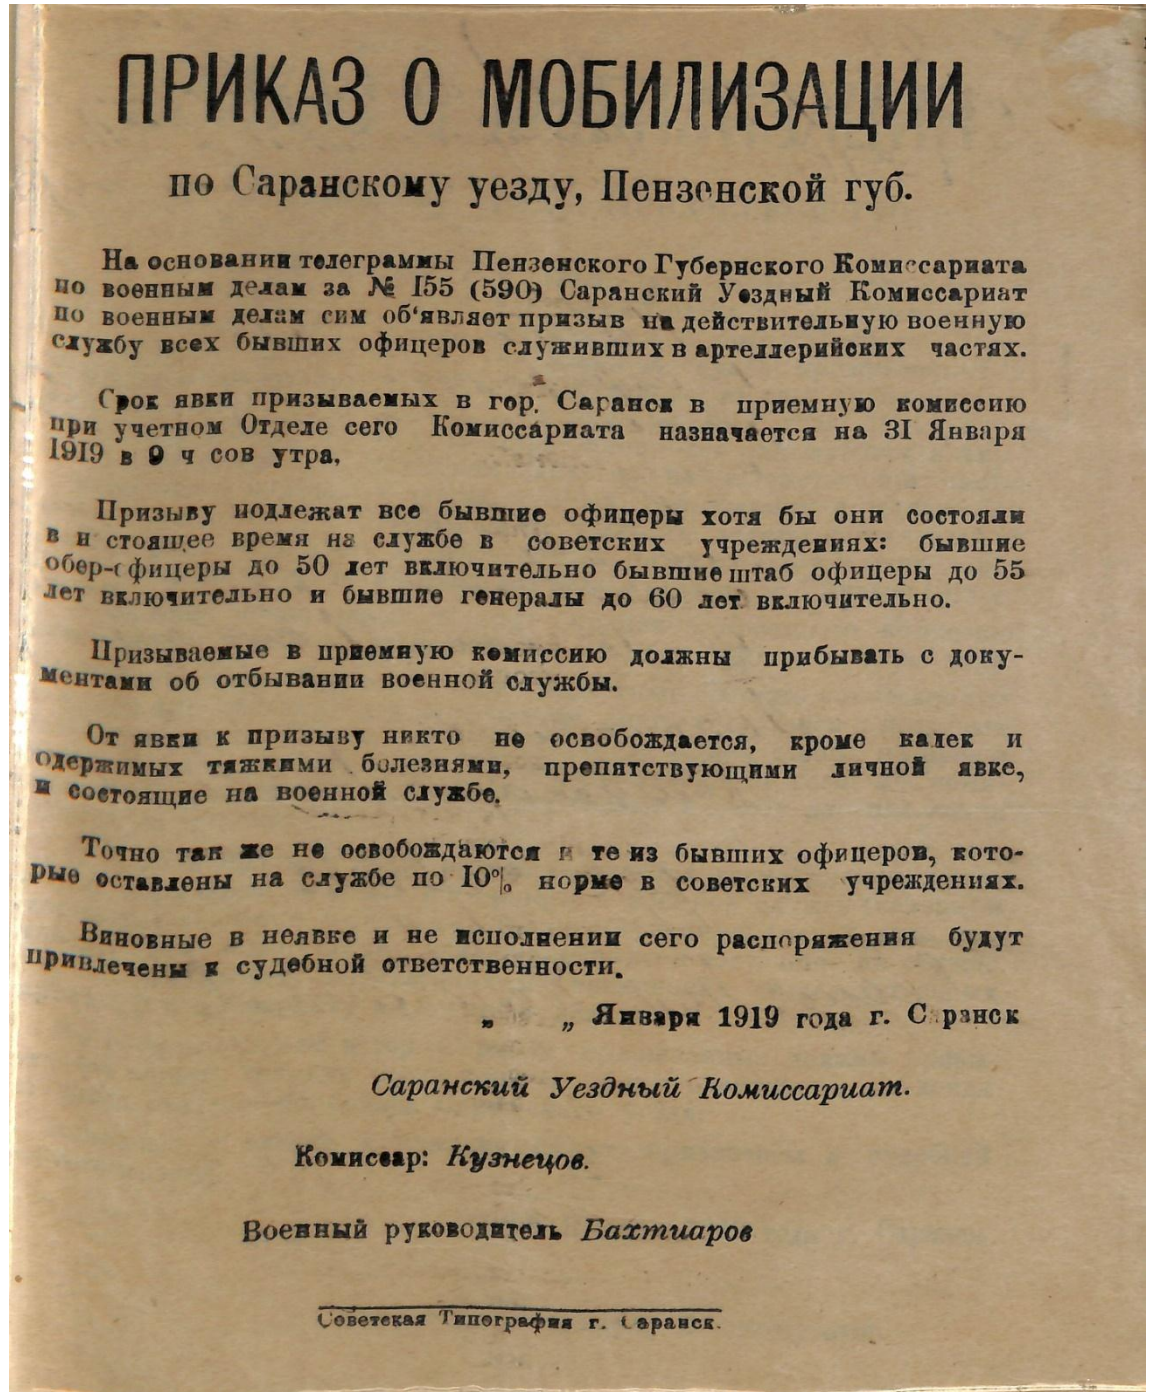 ПРИКАЗ О МОБИЛИЗАЦИИ
по Саранскому уезду, Пензенской губ.
На основании телеграммы Пензенского Губернского Комиссариата
по военным делам за № 155 (590) Саранский Уездный Комиссариат
по военным делам сим об‘являет призыв на действительную военную
службу всех бывших офицеров служивших в артеллерийских частях.
Срок явки призываемых в гор. Саранск в приемную комиссию
при учетном Отделе сего Комиссариата назначается на 31 Января
1919 в 9 ч сов утра.
Призыву подлежат все бывшие офицеры хотя бы они состояли
в н стоящее время на службе в советских учреждениях: бывшие
обер-офицеры до 50 лет включительно бывшие штаб офицеры до 55
лет включительно и бывшие генералы до 60 лет включительно.
Призываемые в приемную комиссию должны прибывать с доку-
ментами об отбывании военной службы.
От явки к призыву никто не освобождается, кроме калек и
одержимых тяжкими болезнями, препятствующими личной явке,
и состоящие на военной службе.
Точно так же не освобождаются и те из бывших офицеров, кото-
рые оставлены на службе по 10% норме в советских учреждениях.
Виновные в неявке и не исполнении сего распоряжения будут
привлечены к судебной ответственности.
„ „ Января 1919 года г. Саранск
Саранский Уездный Комиссариат.
Комиссар: Кузнецов.
Военный руководитель Бахтиаров
Советская Типография г. Саранск.